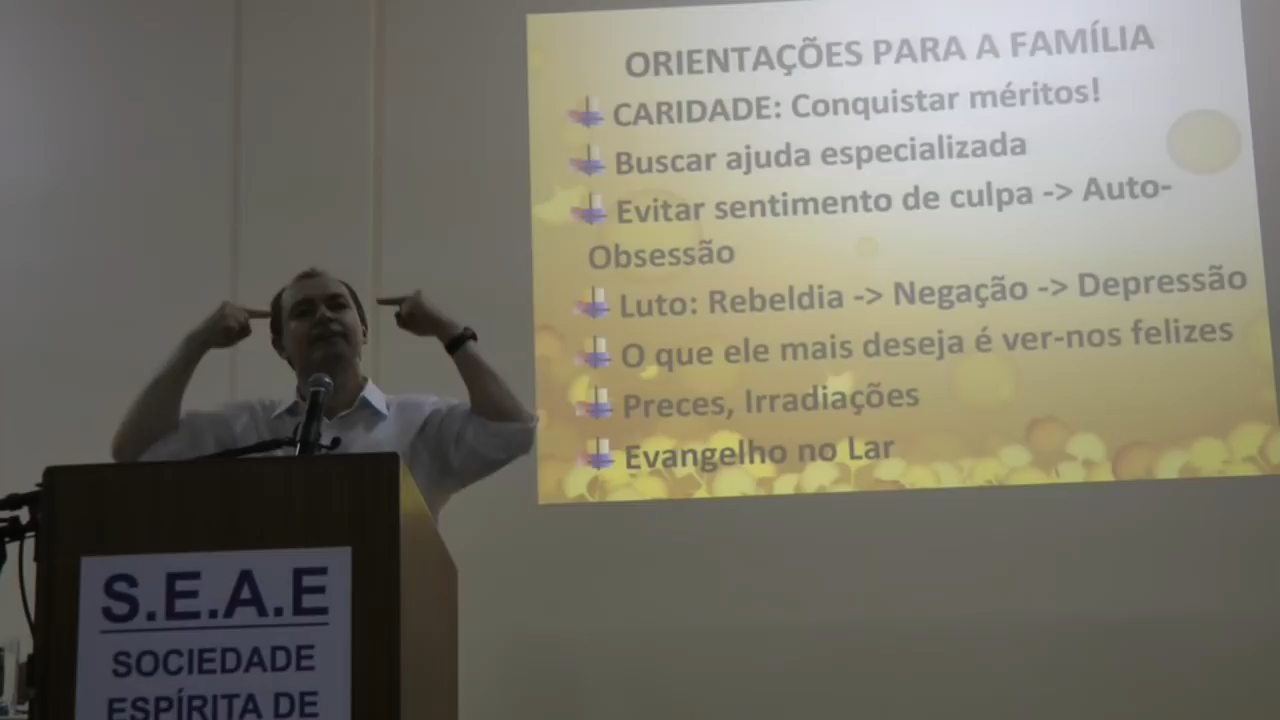 ORIENTAÇÕES PARA A FAMÍLIA
CARIDADE: Conquistar méritos!
Buscar ajuda especializada
Evitar sentimento de culpa -> Auto-
Obsessão
Luto: Rebeldia -> Negação -> Depressão
O que ele mais deseja é ver-nos felizes
Preces, Irradiações
Evangelho no Lar
S.E.A.E
SOCIEDADE
ESPÍRITA DE